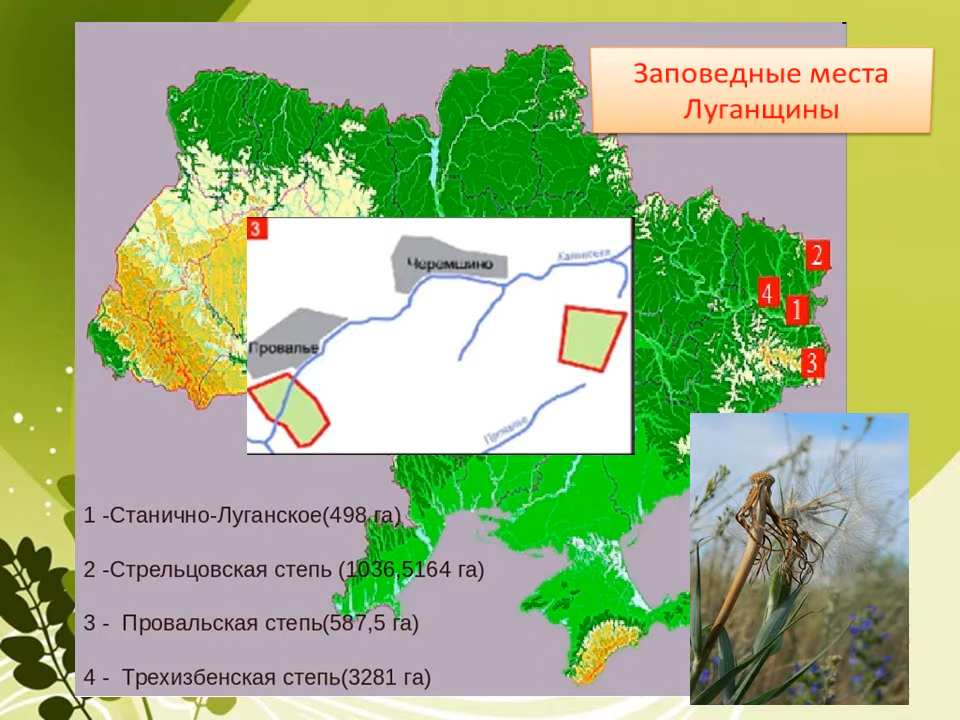 Заповедные места
Луганщины
3
Черемшино
Провалье
Провалье
2
4
1
3
1 -Станично-Луганское(498 га)
2 -Стрельцовская степь (1036,5164 га)
3 -  Провальская степь(587,5 га)
4 -  Трехизбенская степь(3281 га)